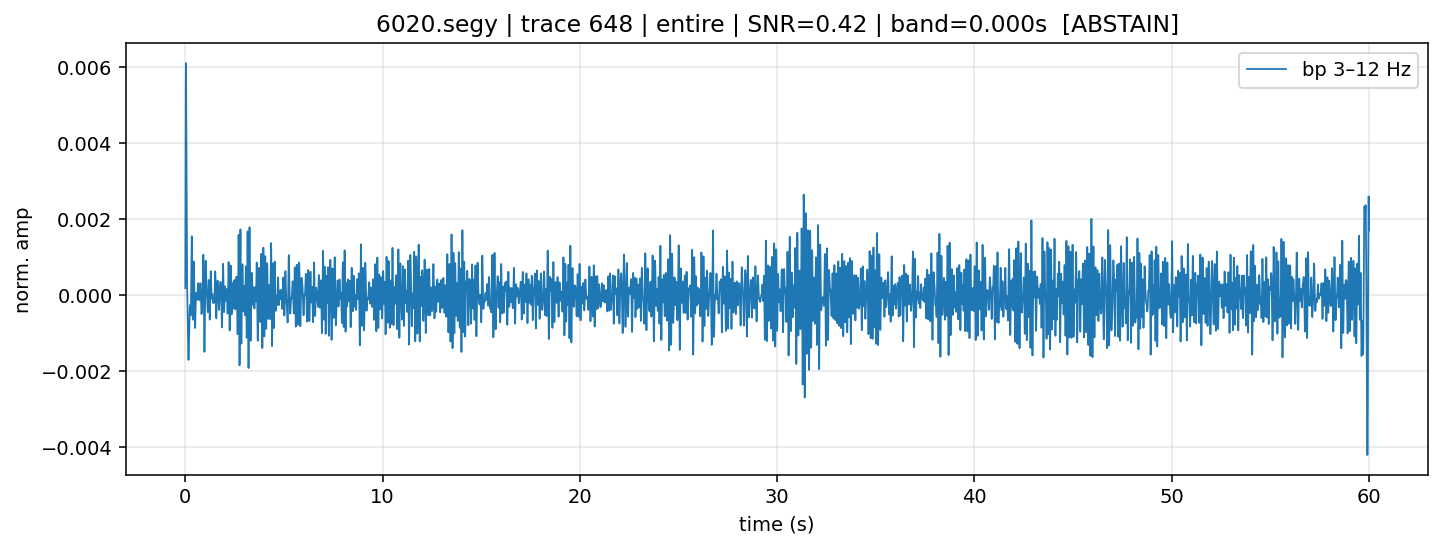 6020.segy | trace 648 | entire | SNR=0.42 | band=0.000s  [ABSTAIN]
bp 3–12 Hz
norm. amp
0.006
0.004
0.002
0.000
−0.002
−0.004
0 10 20 30 40 50 60
time (s)